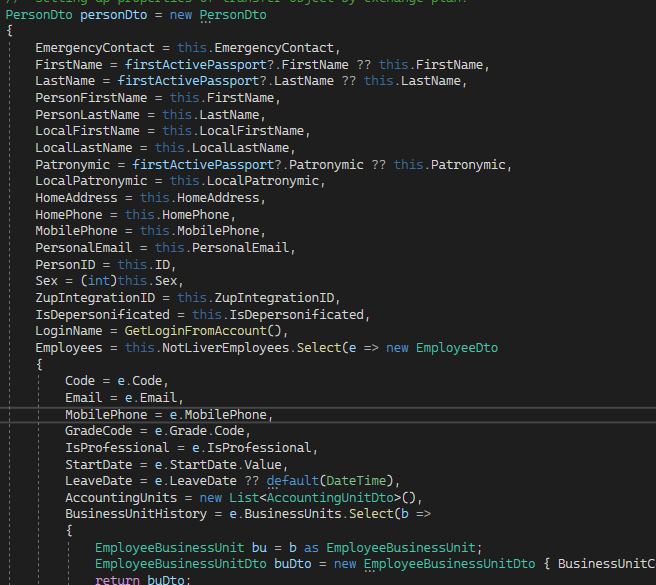 // Setting up properties of transfer object by exchange plan.
PersonDto personDto = new PersonDto
{
EmergencyContact = this.EmergencyContact,
FirstName = firstActivePassport?.FirstName ?? this.FirstName,
LastName = firstActivePassport?.LastName ?? this.LastName,
PersonFirstName = this.FirstName,
PersonLastName = this.LastName,
LocalFirstName = this.LocalFirstName,
LocalLastName = this.LocalLastName,
Patronymic = firstActivePassport?.Patronymic ?? this.Patronymic,
LocalPatronymic = this.LocalPatronymic,
HomeAddress = this.HomeAddress,
HomePhone = this.HomePhone,
MobilePhone = this.MobilePhone,
PersonalEmail = this.PersonalEmail,
PersonID = this.ID,
Sex = (int)this.Sex,
ZupIntegrationID = this.ZupIntegrationID,
IsDepersonificated = this.IsDepersonificated,
LoginName = GetLoginFromAccount(),
Employees = this.NotLiverEmployees.Select(e => new EmployeeDto
{
Code = e.Code,
Email = e.Email,
MobilePhone = e.MobilePhone,
GradeCode = e.Grade.Code,
IsProfessional = e.IsProfessional,
StartDate = e.StartDate.Value,
LeaveDate = e.LeaveDate ?? default(DateTime),
AccountingUnits = new List<AccountingUnitDto>(),
BusinessUnitHistory = e.BusinessUnits.Select(b =>
{
EmployeeBusinessUnit bu = b as EmployeeBusinessUnit;
EmployeeBusinessUnitDto buDto = new EmployeeBusinessUnitDto { BusinessUnitC
return buDto;